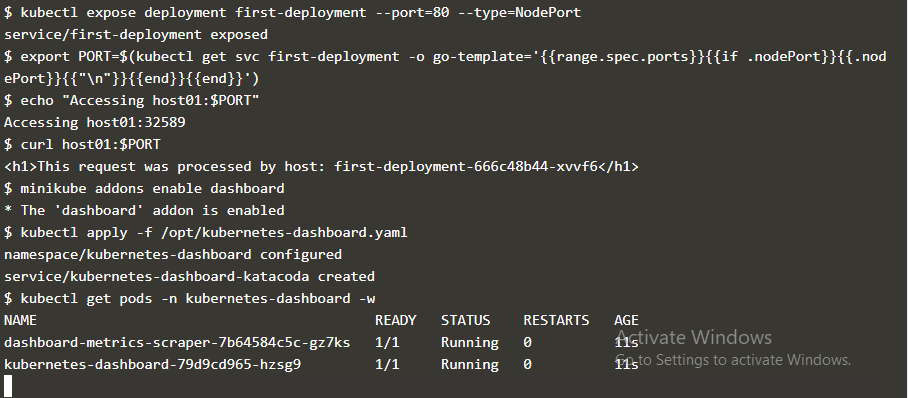 $ kubectl expose deployment first-deployment --port=80 --type=NodePort
service/first-deployment exposed
$ export PORT=$(kubectl get svc first-deployment -o go-template='{{range.spec.ports}}{{if .nodePort}}{{.nod
ePort}}{{"\n"}}{{end}}{{end}}')
$ echo "Accessing host01:$PORT"
Accessing host01:32589
$ curl host01:$PORT
<h1>This request was processed by host: first-deployment-666c48b44-xvvf6</h1>
$ minikube addons enable dashboard
* The 'dashboard' addon is enabled
$ kubectl apply -f /opt/kubernetes-dashboard.yaml
namespace/kubernetes-dashboard configured
service/kubernetes-dashboard-katacoda created
$ kubectl get pods -n kubernetes-dashboard -w
NAME READY STATUS RESTARTS AGE
dashboard-metrics-scraper-7b64584c5c-gz7ks 1/1 Running 0 11s
kubernetes-dashboard-79d9cd965-hzsg9 1/1 Running 0 11s
Activate Windows
Go to Settings to activate Windows.